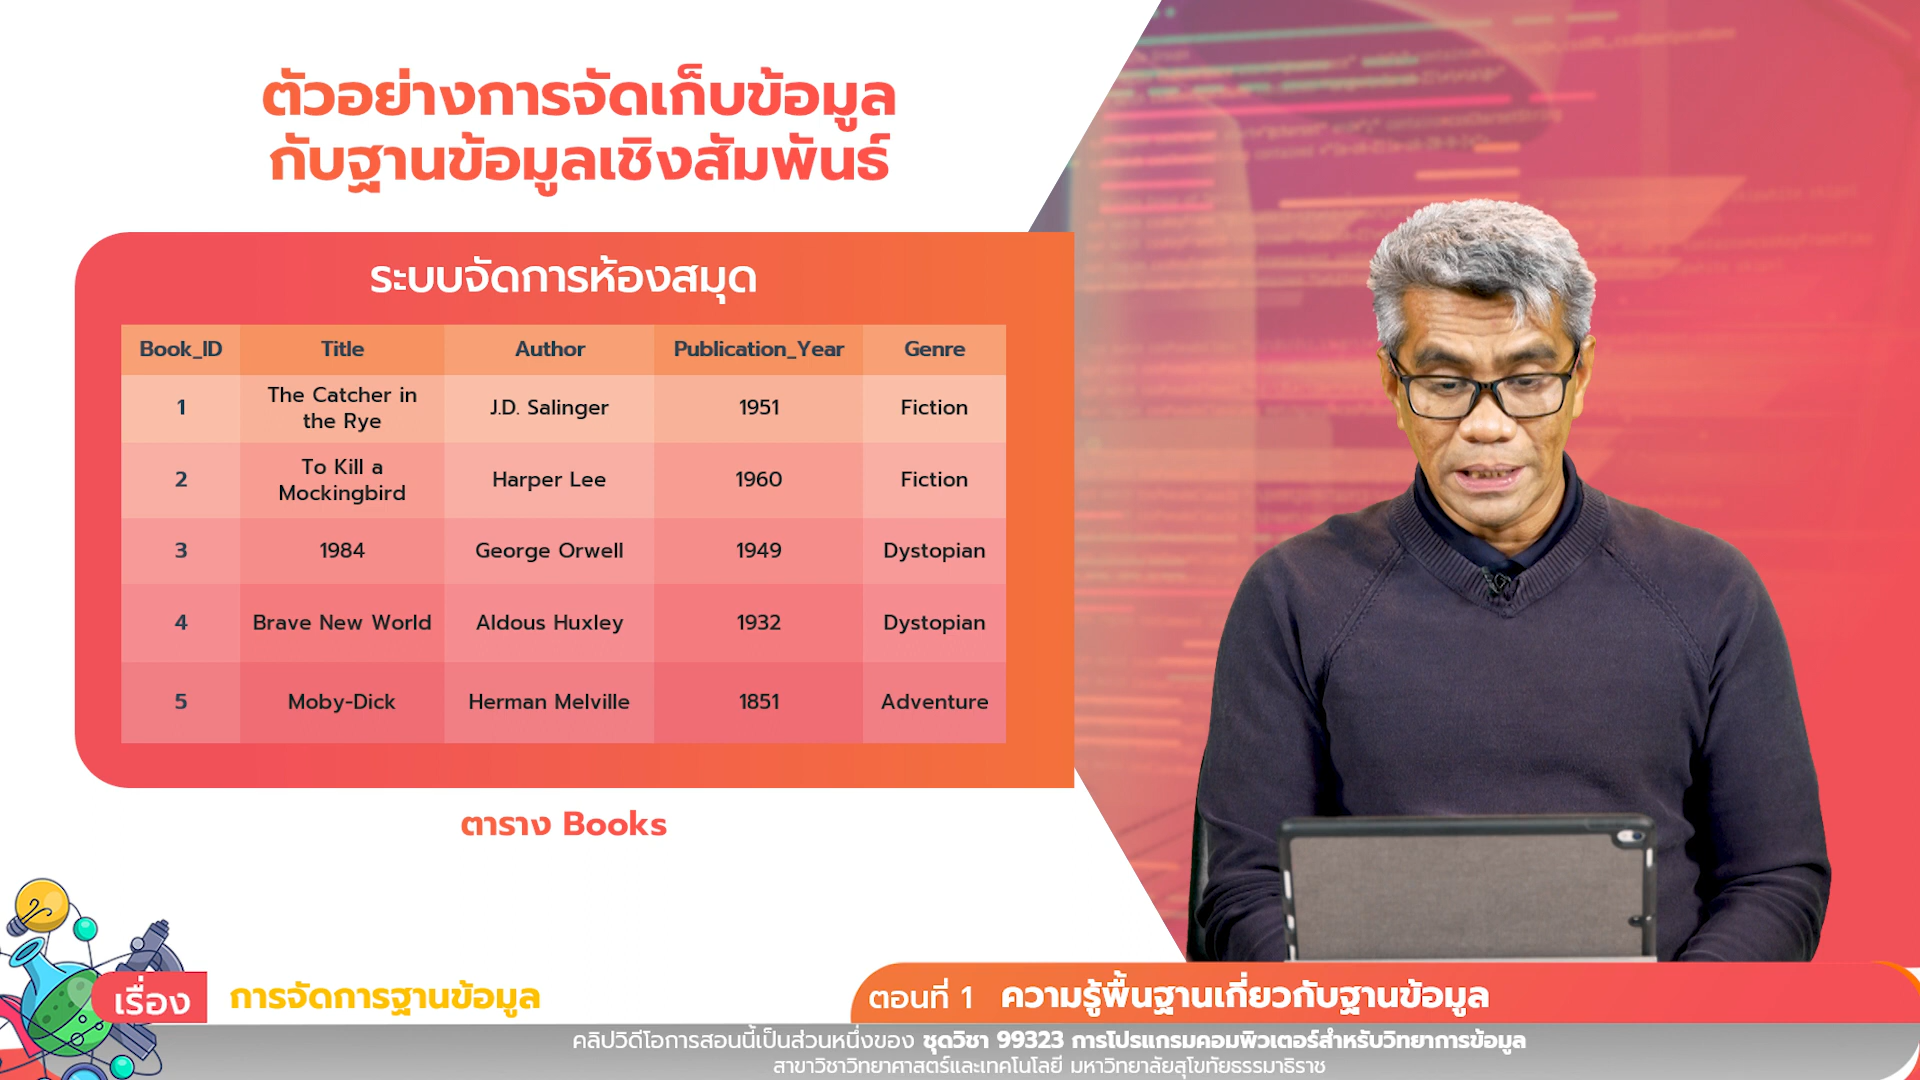 ตัวอย่างการจัดเก็บข้อมูล
กับฐานข้อมูลเชิงสัมพันธ์
ระบบจัดการห้องสมุด
Book_ID Title Author Publication_Year Genre
1 The Catcher in the Rye J.D. Salinger 1951 Fiction
2 To Kill a Mockingbird Harper Lee 1960 Fiction
3 1984 George Orwell 1949 Dystopian
4 Brave New World Aldous Huxley 1932 Dystopian
5 Moby-Dick Herman Melville 1851 Adventure
ตาราง Books
เรื่อง การจัดการฐานข้อมูล
ตอนที่ 1 ความรู้พื้นฐานเกี่ยวกับฐานข้อมูล
คลิปวิดีโอการสอนนี้เป็นส่วนหนึ่งของ ชุดวิชา 99323 การโปรแกรมคอมพิวเตอร์สำหรับวิทยาการข้อมูล
สาขาวิชาวิทยาศาสตร์และเทคโนโลยี มหาวิทยาลัยสุโขทัยธรรมาธิราช